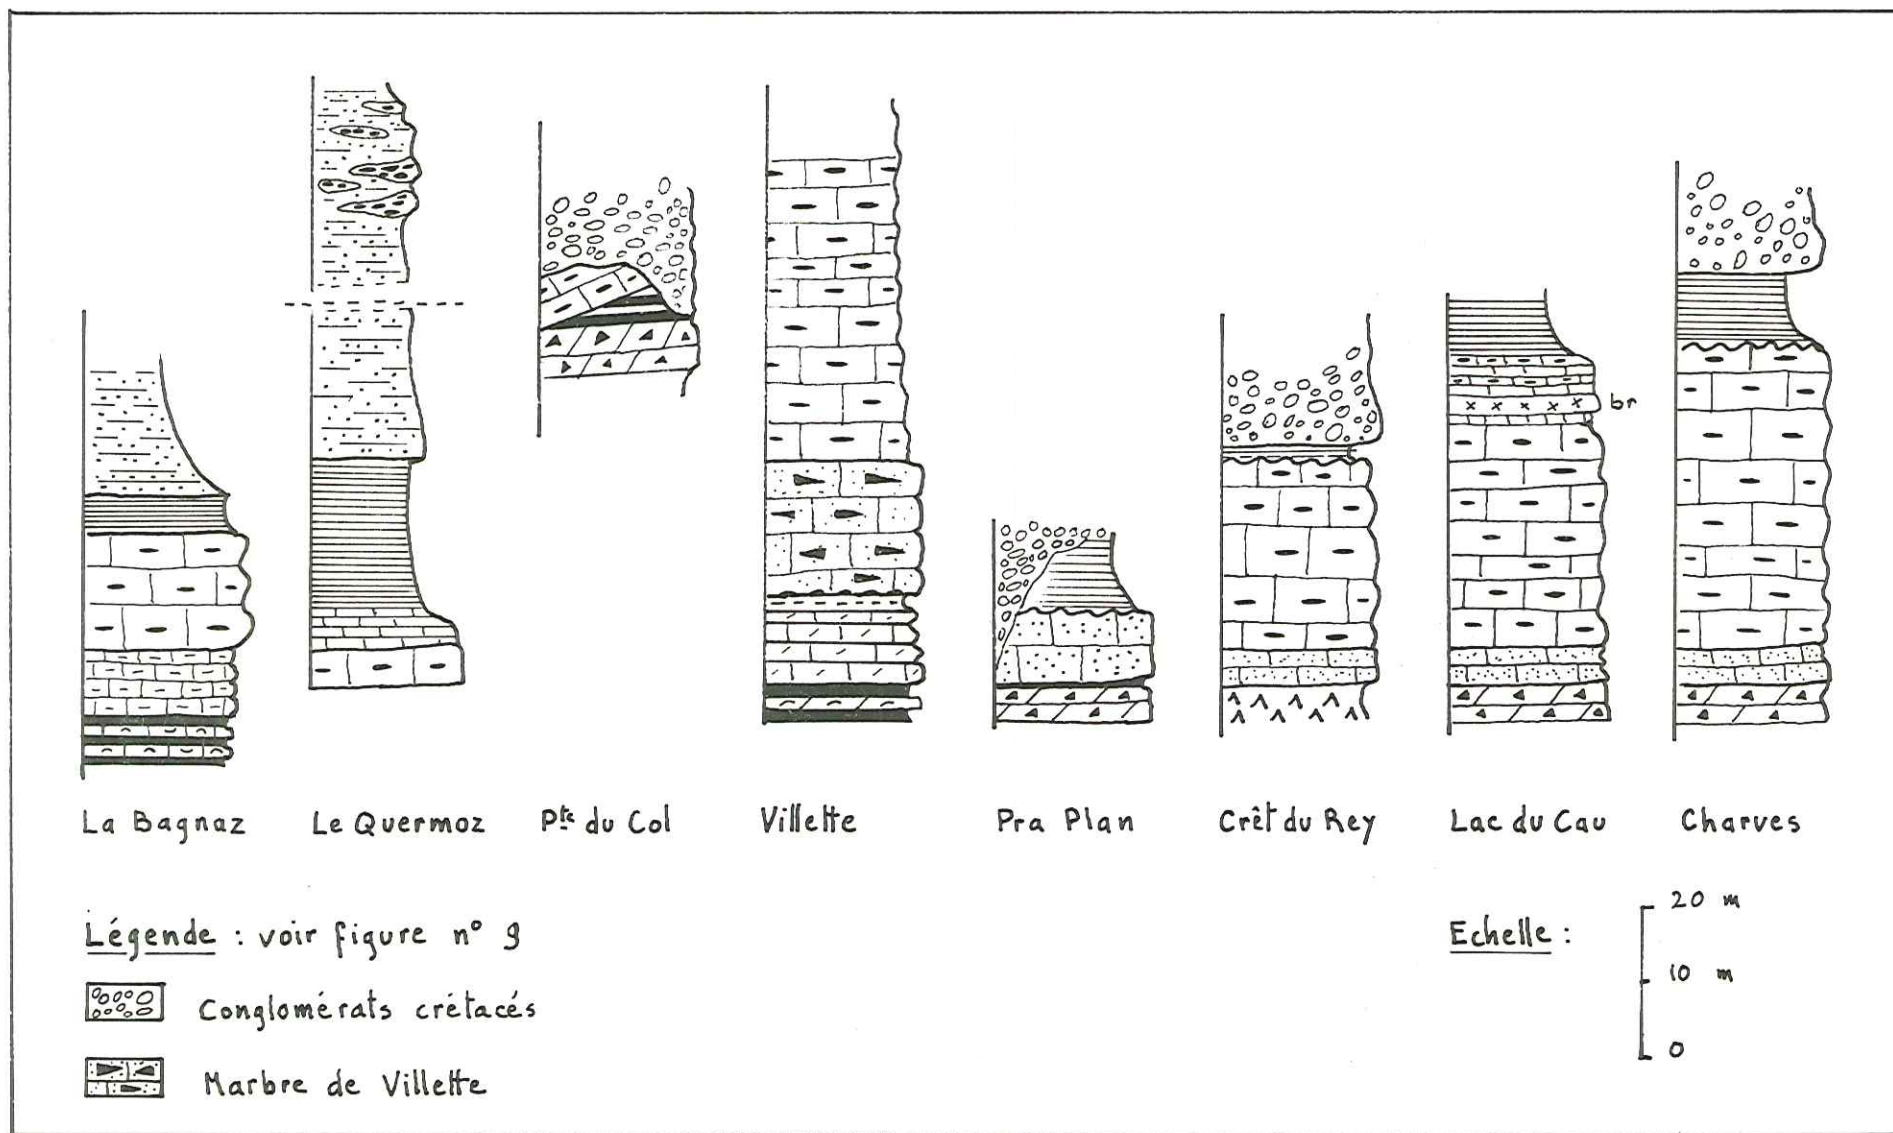 br
La Bagnaz
Le Quermoz
Pte du Col
Villette
Pra Plan
Crêt du Rey
Lac du Cau
Charves
Légende : voir figure n° 9
Conglomérats crétacés
Marbre de Villette
Echelle :
20 m
10 m
0